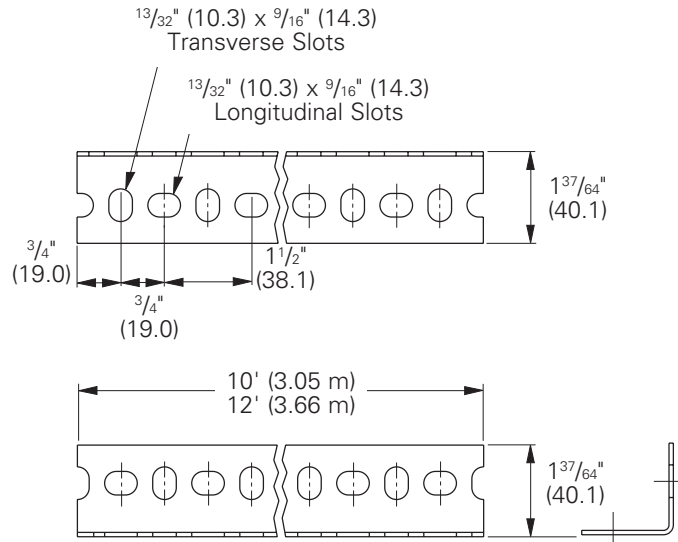 13/32" (10.3) x 9/16" (14.3)
Transverse Slots
13/32" (10.3) x 9/16" (14.3)
Longitudinal Slots
1 37/64"
(40.1)
3/4"
(19.0)
1 1/2"
(38.1)
3/4"
(19.0)
10' (3.05 m)
12' (3.66 m)
1 37/64"
(40.1)